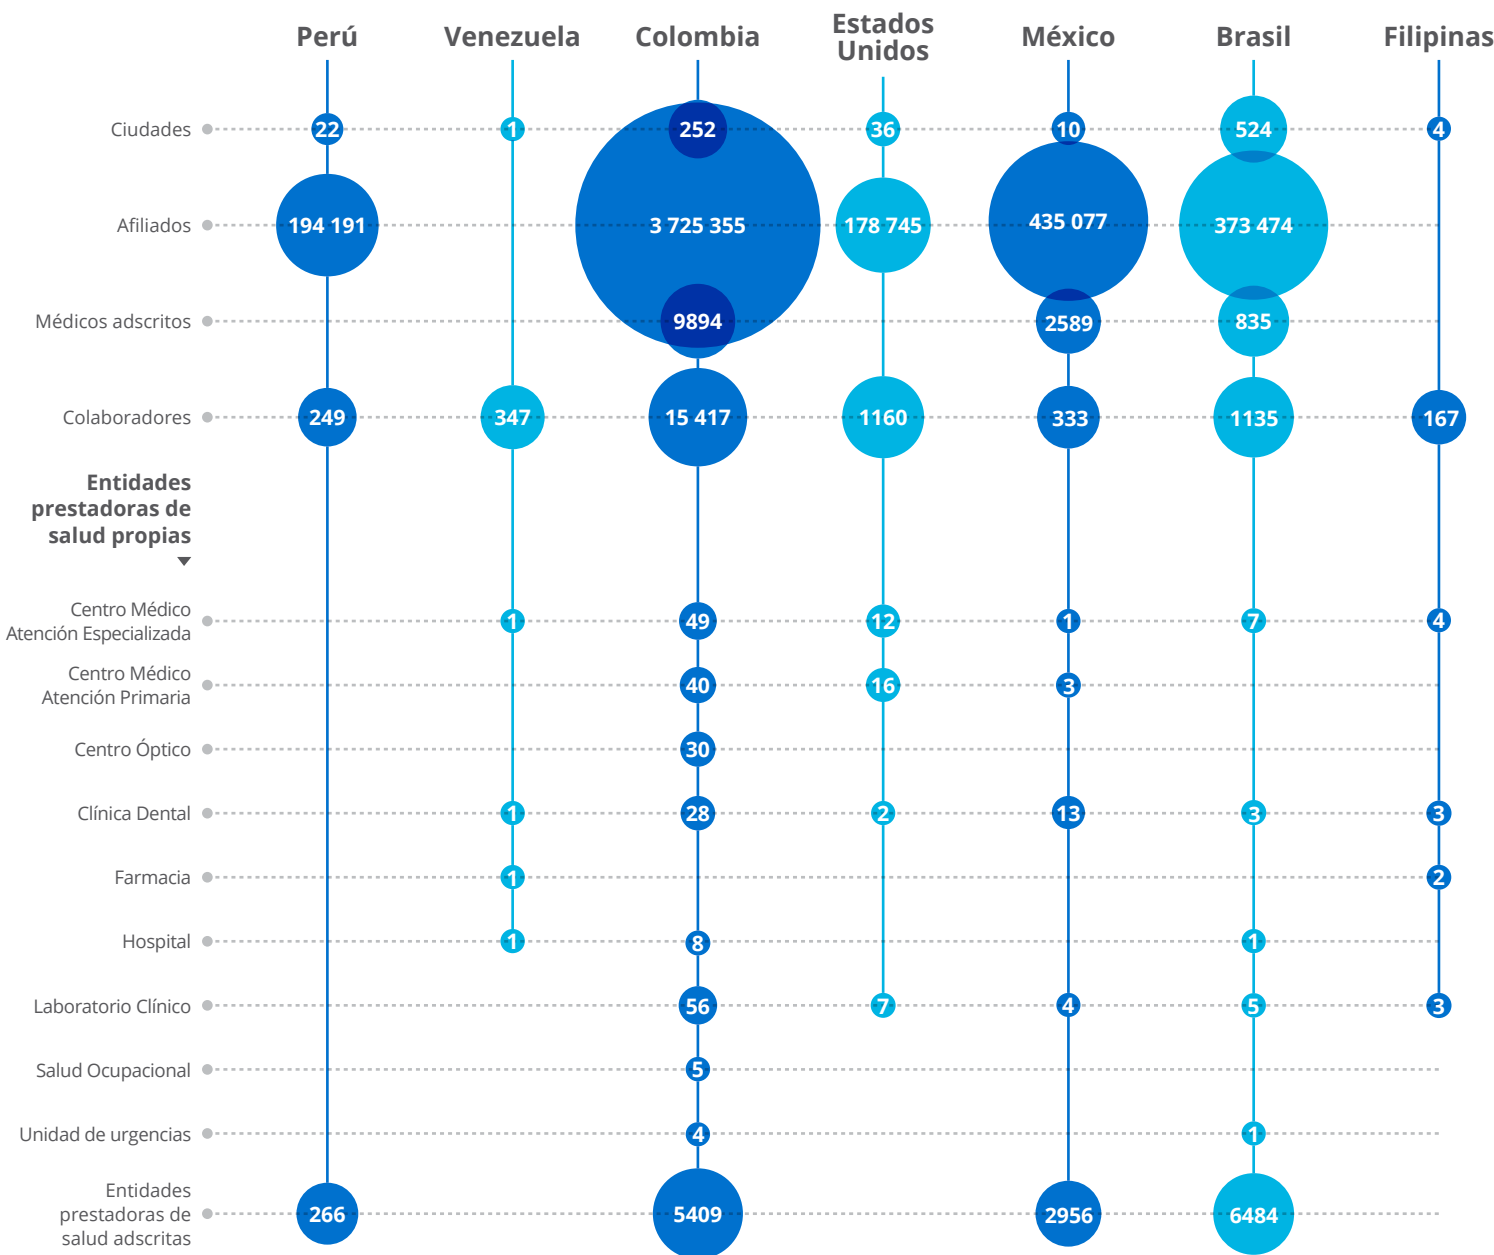 Perú Venezuela Colombia Estados Unidos México Brasil Filipinas
Ciudades 22 1 252 36 10 524 4
Afiliados 194 191 3 725 355 178 745 435 077 373 474
Médicos adscritos 9894 2589 835
Colaboradores 249 347 15 417 1160 333 1135 167
Entidades
prestadoras de
salud propias
Centro Médico
Atención Especializada 1 49 12 1 7 4
Centro Médico
Atención Primaria 40 16 3
Centro Óptico 30
Clínica Dental 1 28 2 13 3 3
Farmacia 1 2
Hospital 1 8 1
Laboratorio Clínico 56 7 4 5 3
Salud Ocupacional 5
Unidad de urgencias 4 1
Entidades
prestadoras de
salud adscritas 266 5409 2956 6484